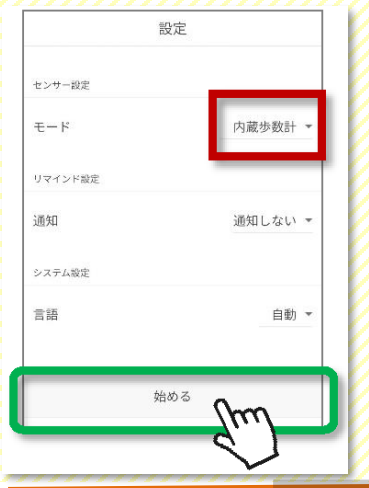 設定
センサー設定
モード 内蔵歩数計
リマインド設定
通知 通知しない
システム設定
言語 自動
始める